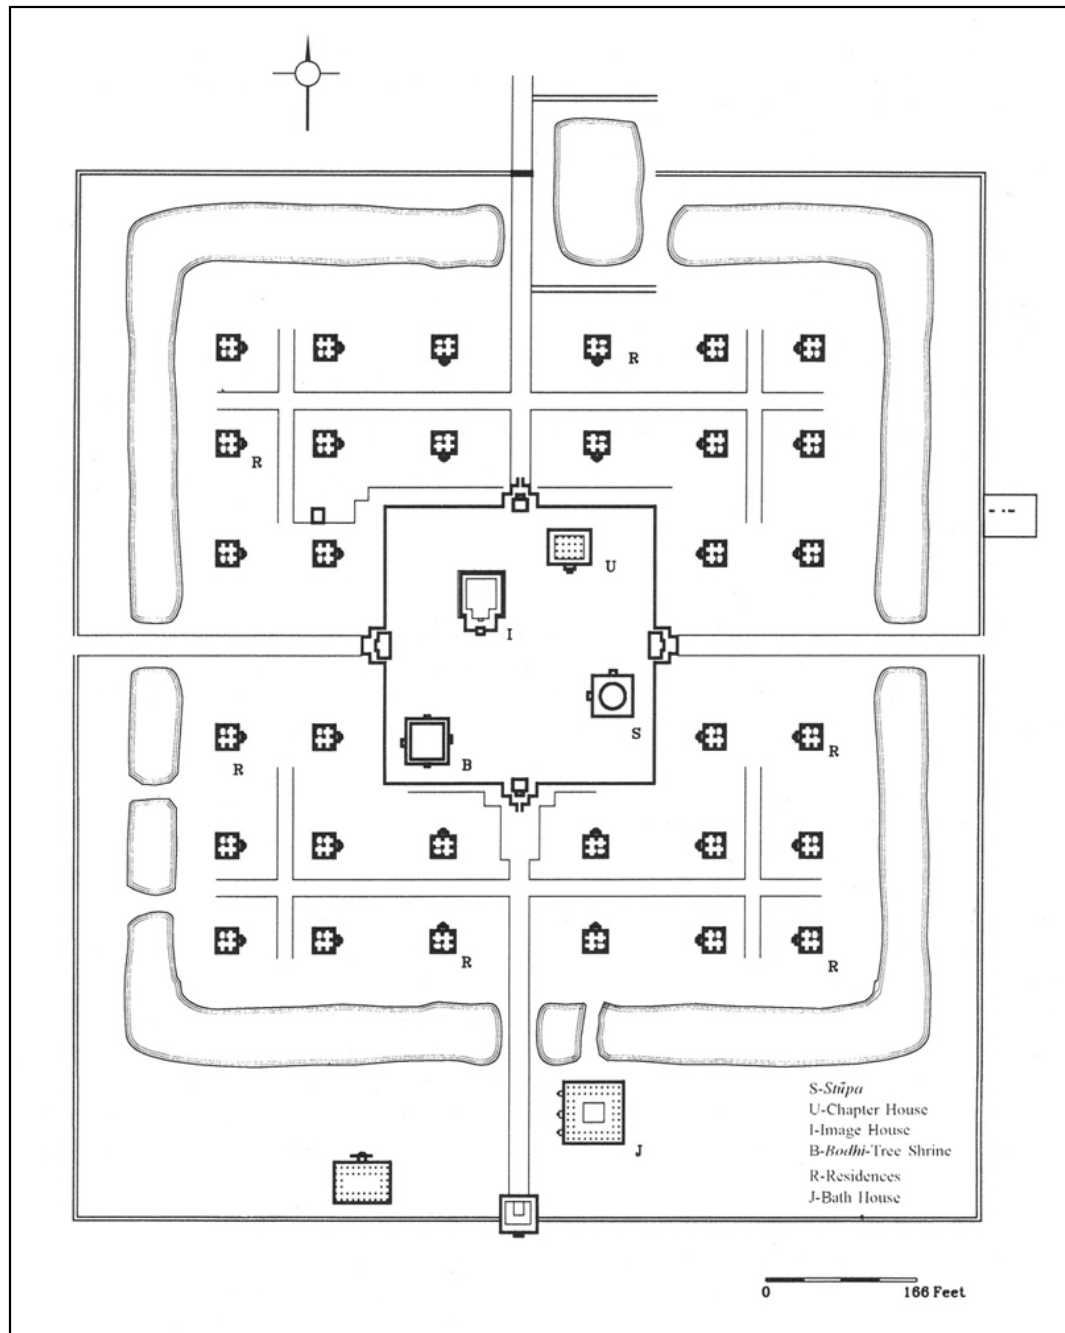 R
R
U
I
S
B
R
R
R
R
J
S-Stūpa
U-Chapter House
I-Image House
B-Bodhi-Tree Shrine
R-Residences
J-Bath House
0 166 Feet